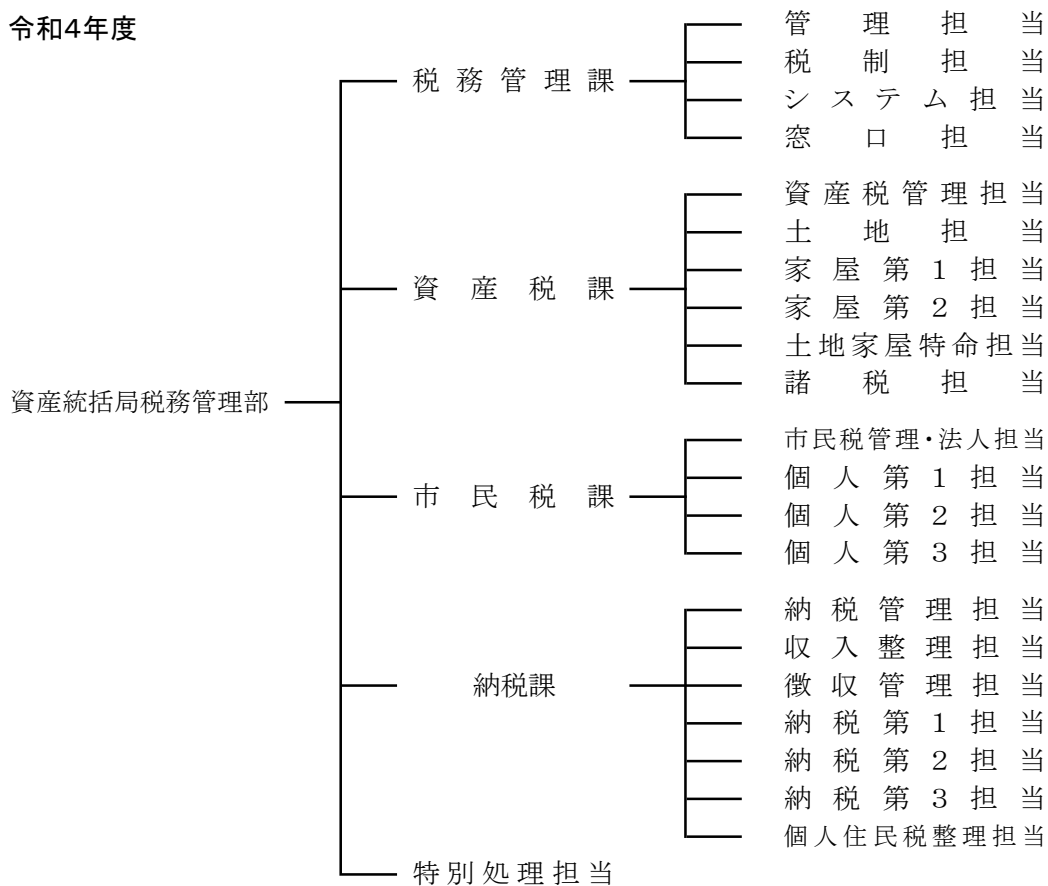 令和4年度
資産統括局税務管理部
税務管理課
管理担当
税制担当
システム担当
窓口担当
資産税課
資産税管理担当
土地担当
家屋第1担当
家屋第2担当
土地家屋特命担当
諸税担当
市民税課
市民税管理・法人担当
個人第1担当
個人第2担当
個人第3担当
納税課
納税管理担当
収入整理担当
徴収管理担当
納税第1担当
納税第2担当
納税第3担当
個人住民税整理担当
特別処理担当